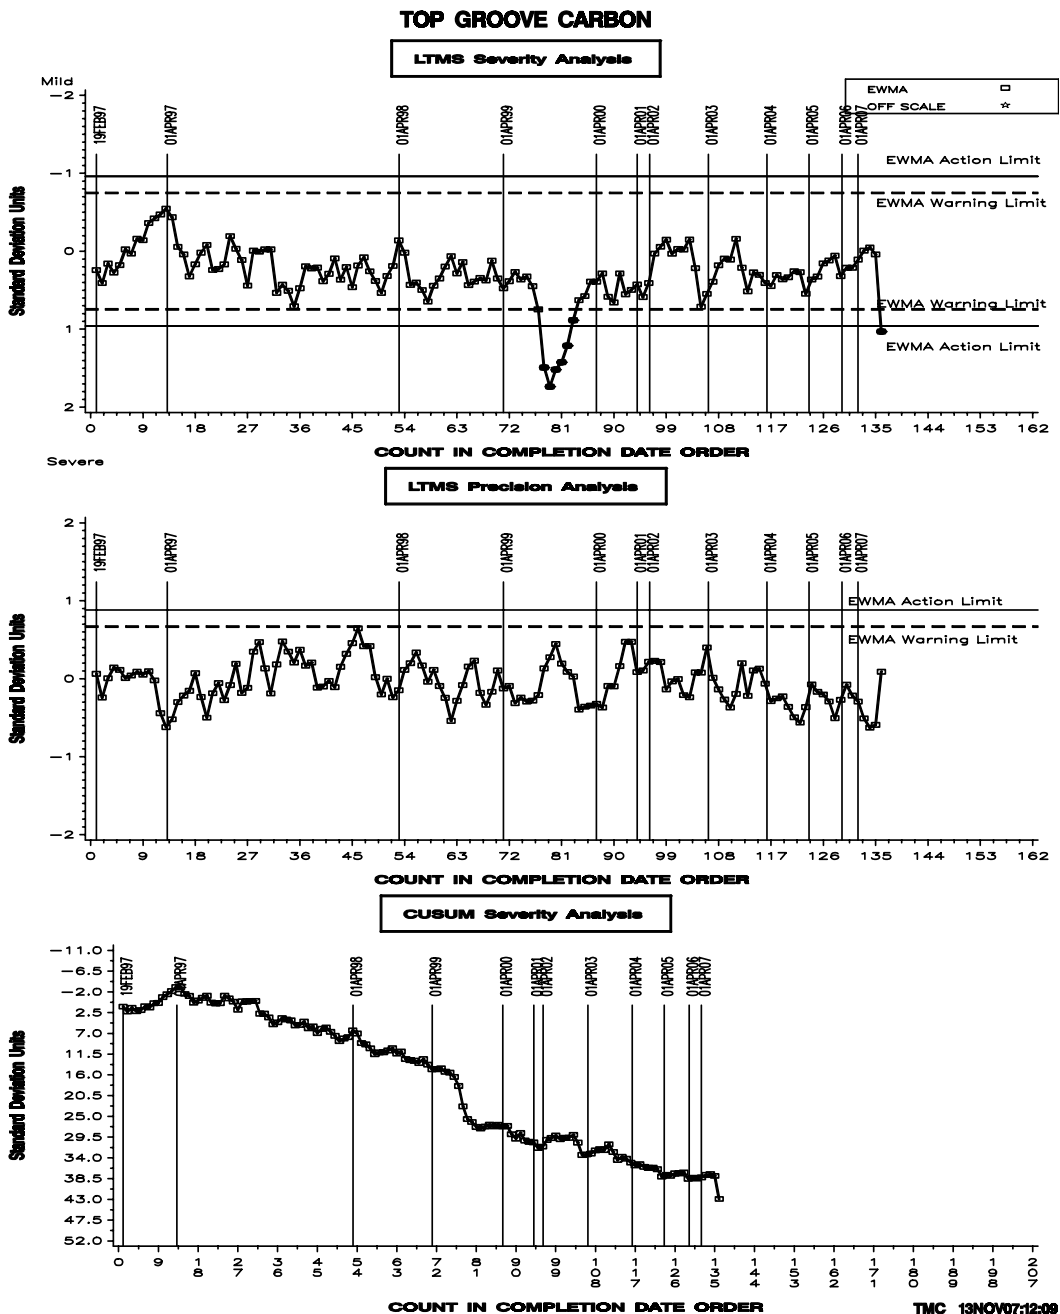 TOP GROOVE CARBON
LTMS Severity Analysis
Mild
EWMA
OFF SCALE
-2
-1
0
1
2
Standard Deviation Units
19FEB97
01APR97
01APR98
01APR99
01APR00
01APR01
01APR02
01APR03
01APR04
01APR05
01APR06
01APR07
EWMA Action Limit
EWMA Warning Limit
EWMA Warning Limit
EWMA Action Limit
0 9 18 27 36 45 54 63 72 81 90 99 108 117 126 135 144 153 162
COUNT IN COMPLETION DATE ORDER
Severe
LTMS Precision Analysis
2
1
0
-1
-2
Standard Deviation Units
19FEB97
01APR97
01APR98
01APR99
01APR00
01APR01
01APR02
01APR03
01APR04
01APR05
01APR06
01APR07
EWMA Action Limit
EWMA Warning Limit
0 9 18 27 36 45 54 63 72 81 90 99 108 117 126 135 144 153 162
COUNT IN COMPLETION DATE ORDER
CUSUM Severity Analysis
-11.0
-6.5
-2.0
2.5
7.0
11.5
16.0
20.5
25.0
29.5
34.0
38.5
43.0
47.5
52.0
Standard Deviation Units
19FEB97
01APR97
01APR98
01APR99
01APR00
01APR01
01APR02
01APR03
01APR04
01APR05
01APR06
01APR07
0 9 18 27 36 45 54 63 72 81 90 99 108 117 126 135 144 153 162 171 180 189 198 207
COUNT IN COMPLETION DATE ORDER
TMC 13NOV07:12:09